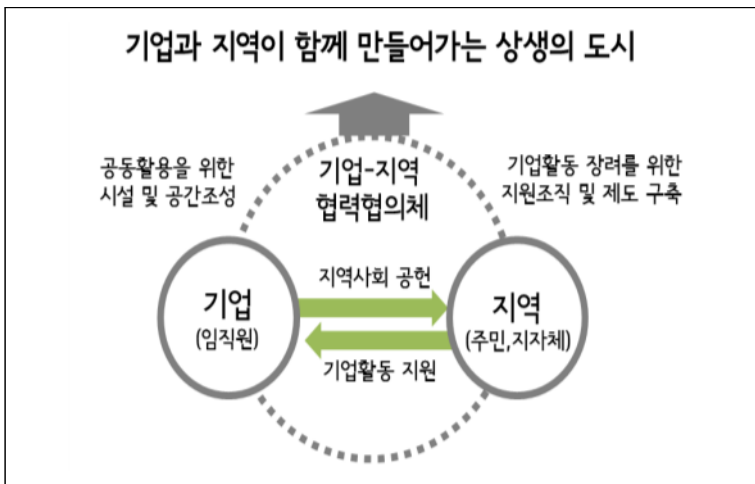 기업과 지역이 함께 만들어가는 상생의 도시
공동활용을 위한
시설 및 공간조성
기업-지역
협력협의체
기업활동 장려를 위한
지원조직 및 제도 구축
기업
(임직원)
지역사회 공헌
기업활동 지원
지역
(주민,지자체)